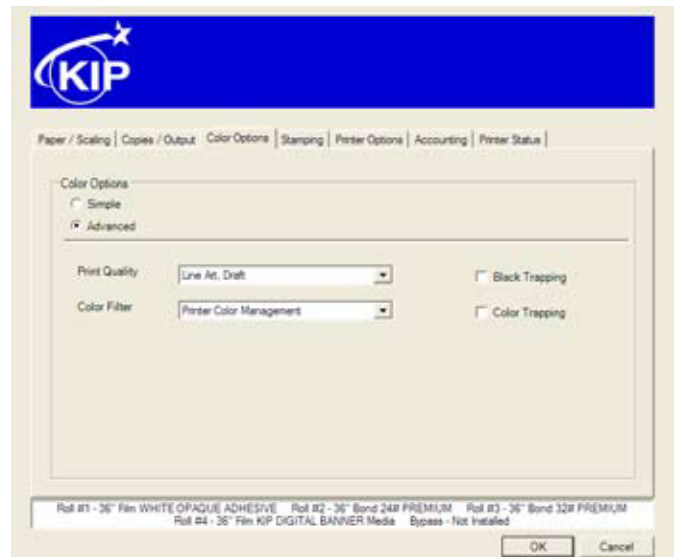 KIP
Paper / Scaling Copies / Output Color Options Stamping Printer Options Accounting Printer Status
Color Options
Simple
Advanced
Print Quality Line Art, Draft Black Trapping
Color Filter Printer Color Management Color Trapping
Roll #1 - 36" Film WHITE OPAQUE ADHESIVE Roll #2 - 36" Bond 24# PREMIUM Roll #3 - 36" Bond 32# PREMIUM
Roll #4 - 36" Film KIP DIGITAL BANNER Media Bypass - Not Installed
OK Cancel